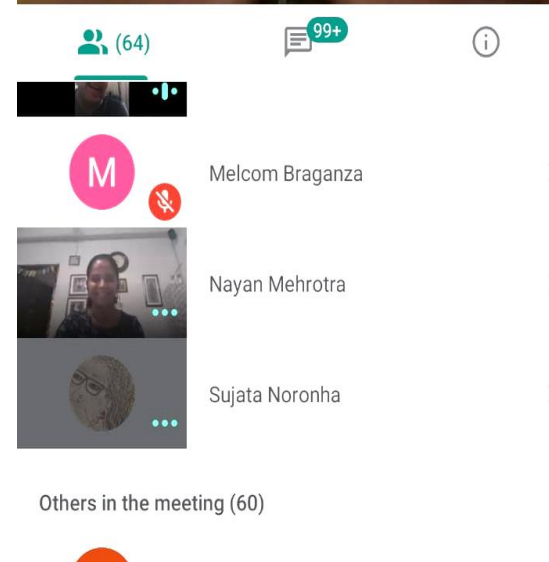 (64)
99+
M
Melcom Braganza
Nayan Mehrotra
Sujata Noronha
Others in the meeting (60)